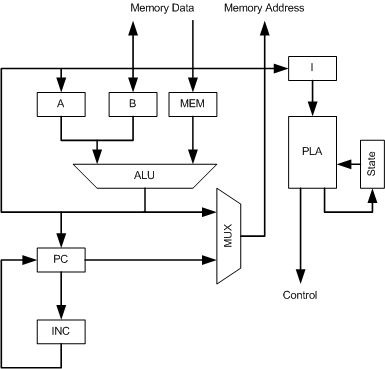 Memory Data
Memory Address
I
A
B
MEM
PLA
State
ALU
MUX
PC
Control
INC